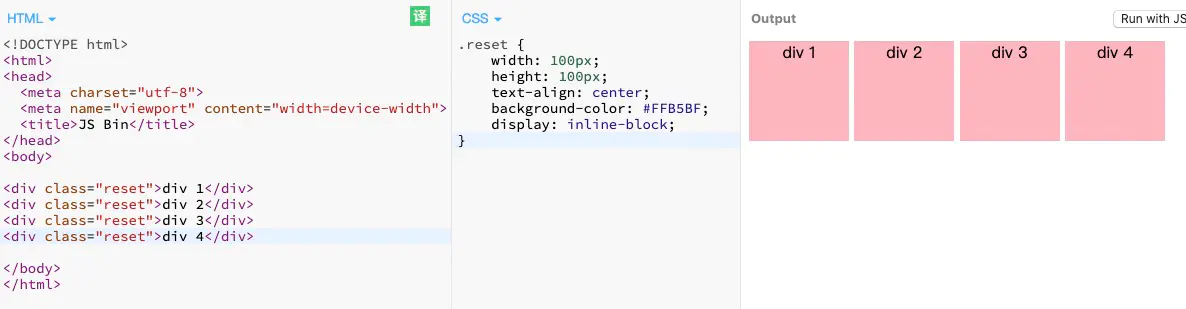 HTML
译
<!DOCTYPE html>
<html>
<head>
  <meta charset="utf-8">
  <meta name="viewport" content="width=device-width">
  <title>JS Bin</title>
</head>
<body>
<div class="reset">div 1</div>
<div class="reset">div 2</div>
<div class="reset">div 3</div>
<div class="reset">div 4</div>
</body>
</html>
CSS
.reset {
    width: 100px;
    height: 100px;
    text-align: center;
    background-color: #FFB5BF;
    display: inline-block;
}
Output
Run with JS
div 1 div 2 div 3 div 4